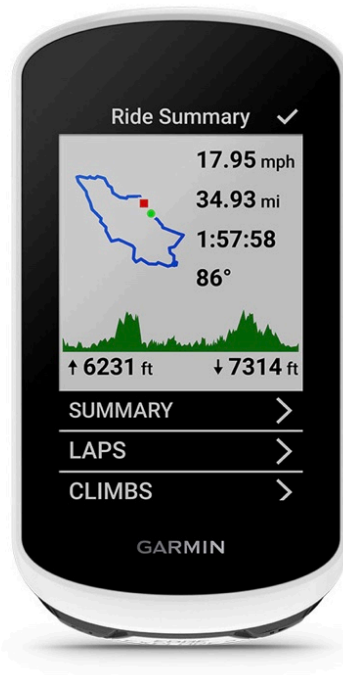 Ride Summary
17.95 mph
34.93 mi
1:57:58
86°
↑ 6231 ft ↓ 7314 ft
SUMMARY
LAPS
CLIMBS
GARMIN